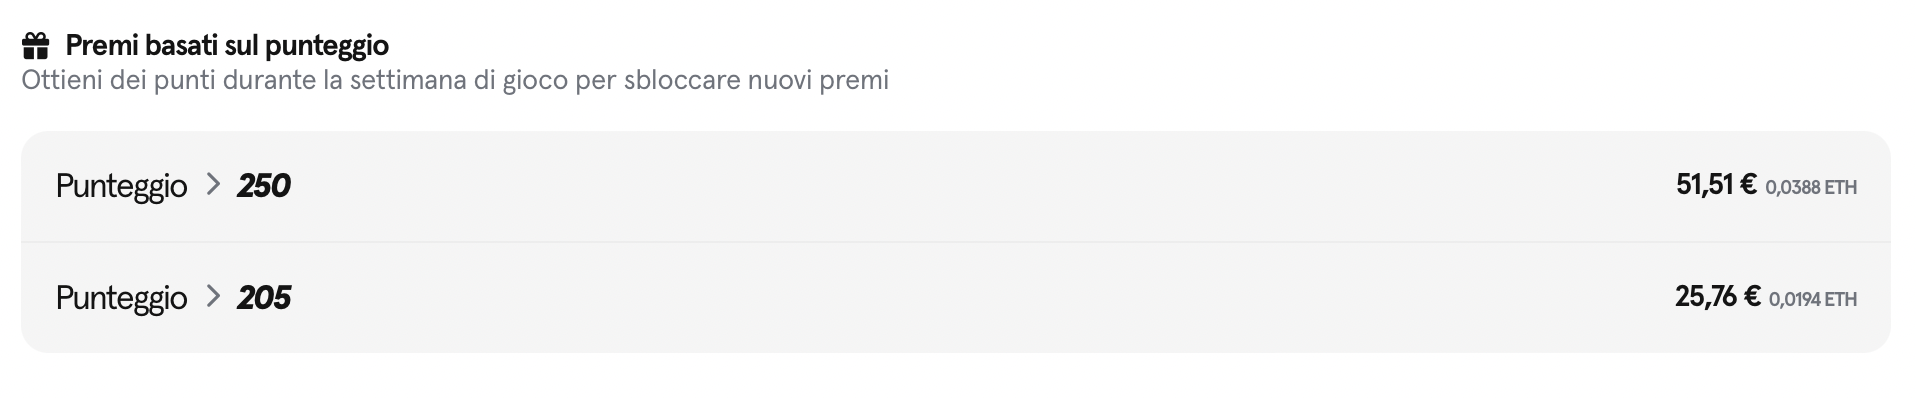 Premi basati sul punteggio
Ottieni dei punti durante la settimana di gioco per sbloccare nuovi premi
Punteggio > 250 51,51 € 0,0388 ETH
Punteggio > 205 25,76 € 0,0194 ETH